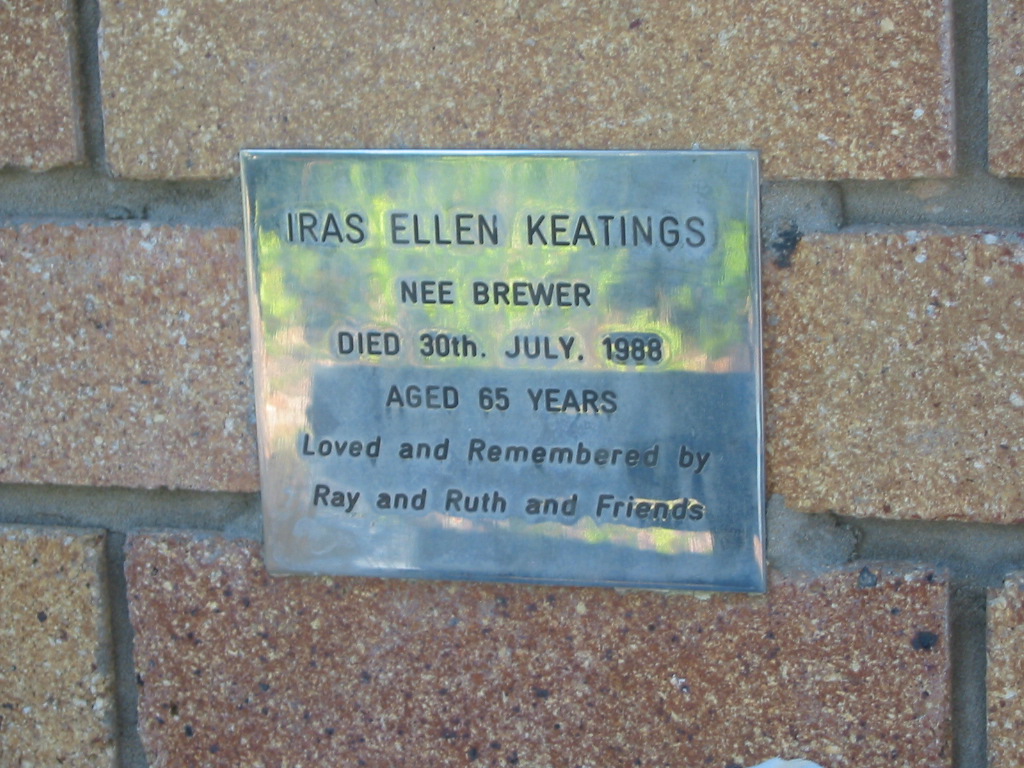 IRAS ELLEN KEATINGS
NEE BREWER
DIED 30th. JULY. 1988
AGED 65 YEARS
Loved and Remembered by
Ray and Ruth and Friends